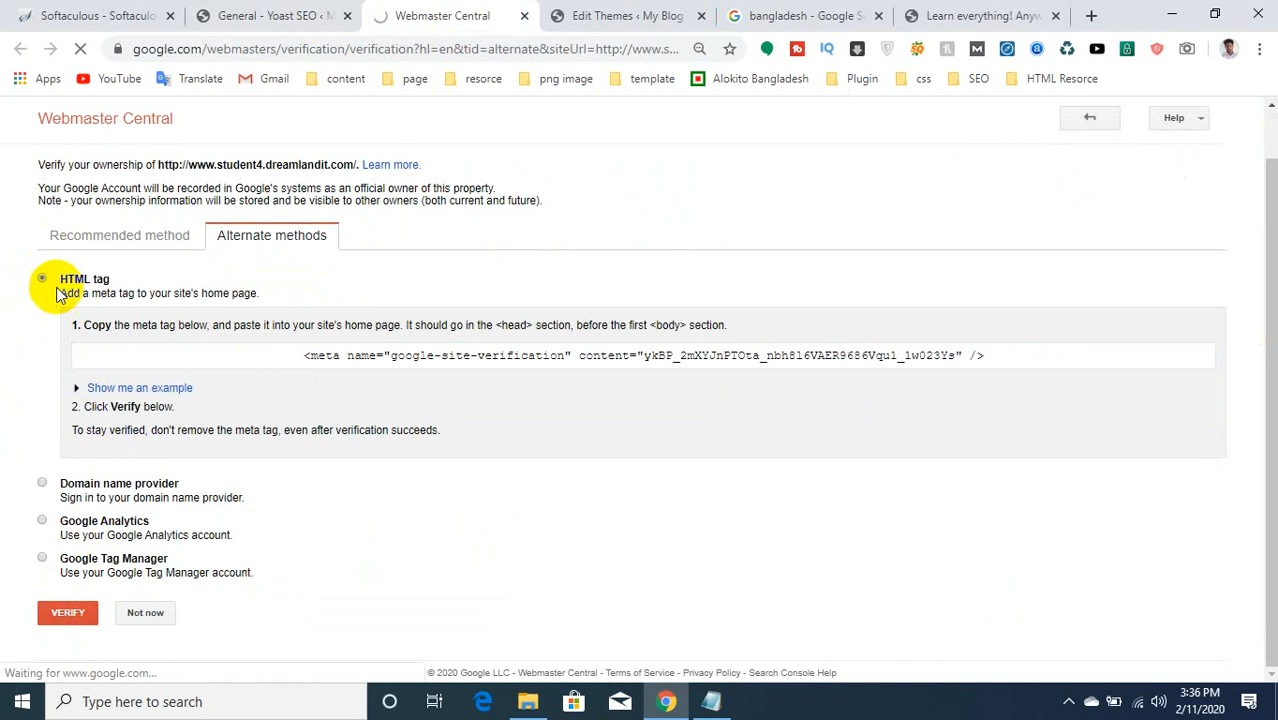 Softaculous - Softaculo
General - Yoast SEO ‹ M
Webmaster Central
Edit Themes ‹ My Blog
bangladesh - Google Se
Learn everything! Anyw
google.com/webmasters/verification/verification?hl=en&tid=alternate&siteUrl=http://www.s...
Apps
YouTube
Translate
Gmail
content
page
resorce
png image
template
Alokito Bangladesh
Plugin
css
SEO
HTML Resorce
Webmaster Central
Help
Verify your ownership of http://www.student4.dreamlandit.com/. Learn more.
Your Google Account will be recorded in Google's systems as an official owner of this property.
Note - your ownership information will be stored and be visible to other owners (both current and future).
Recommended method
Alternate methods
HTML tag
Add a meta tag to your site's home page.
1. Copy the meta tag below, and paste it into your site's home page. It should go in the <head> section, before the first <body> section.
<meta name="google-site-verification" content="ykBP_2mXYJnPTOta_nbh8l6VAER9686Vqu1_1w023Ys" />
Show me an example
2. Click Verify below.
To stay verified, don't remove the meta tag, even after verification succeeds.
Domain name provider
Sign in to your domain name provider.
Google Analytics
Use your Google Analytics account.
Google Tag Manager
Use your Google Tag Manager account.
VERIFY
Not now
Waiting for www.google.com...
© 2020 Google LLC - Webmaster Central - Terms of Service - Privacy Policy - Search Console Help
Type here to search
3:36 PM
2/11/2020